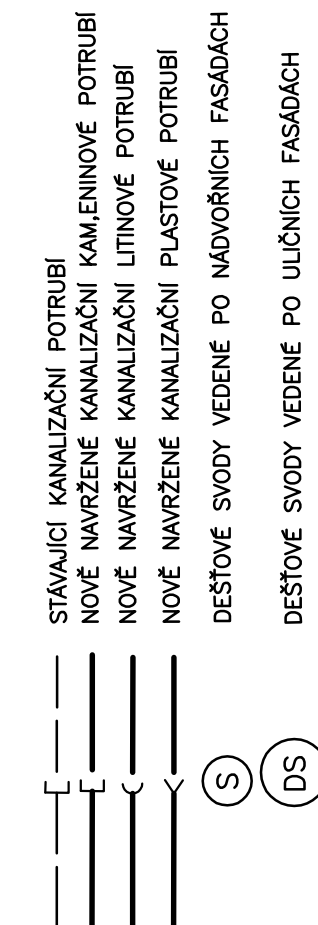 STÁVAJÍCÍ KANALIZAČNÍ POTRUBÍ
NOVĚ NAVRŽENÉ KANALIZAČNÍ KAM,ENINOVÉ POTRUBÍ
NOVĚ NAVRŽENÉ KANALIZAČNÍ LITINOVÉ POTRUBÍ
NOVĚ NAVRŽENÉ KANALIZAČNÍ PLASTOVÉ POTRUBÍ
S DEŠŤOVÉ SVODY VEDENÉ PO NÁDVOŘNÍCH FASÁDÁCH
DS DEŠŤOVÉ SVODY VEDENÉ PO ULIČNÍCH FASÁDÁCH